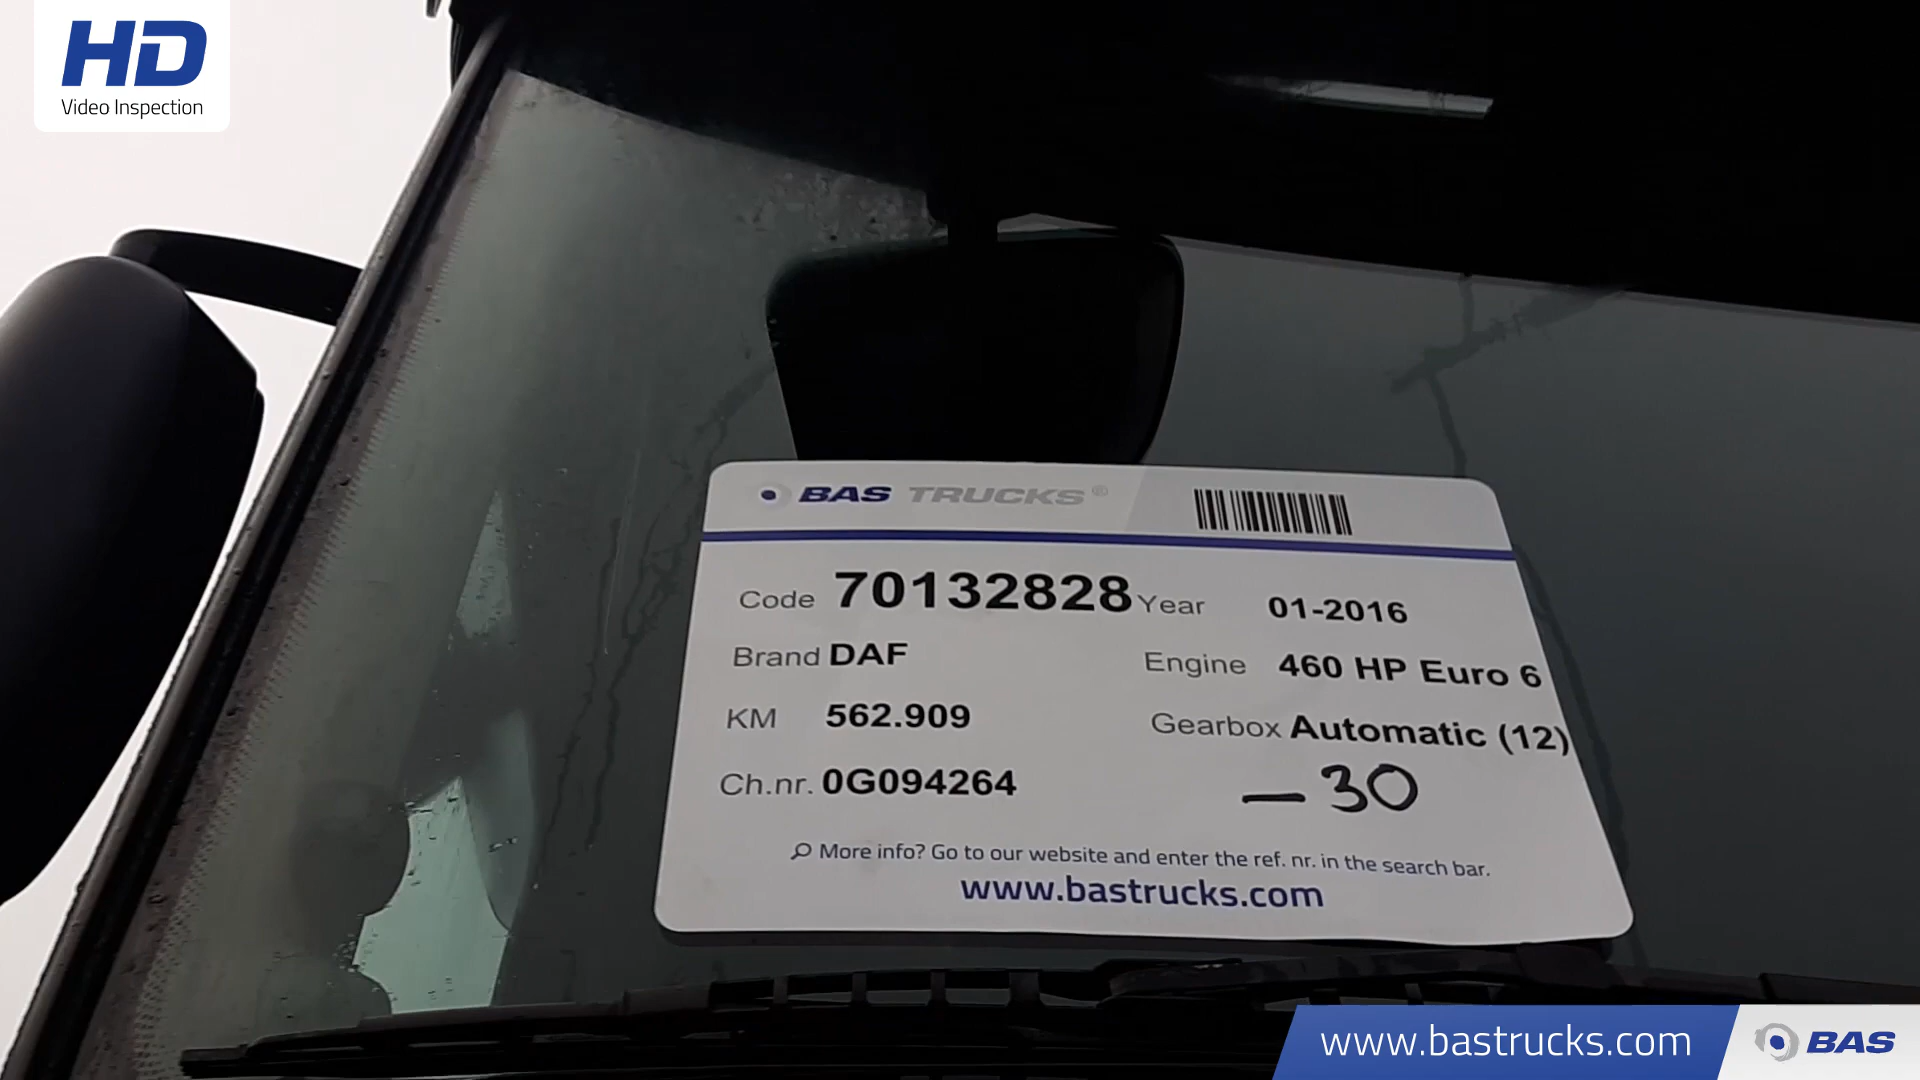 HD
Video Inspection
BAS TRUCKS®
Code 70132828 Year 01-2016
Brand DAF Engine 460 HP Euro 6
KM 562.909 Gearbox Automatic (12)
Ch.nr. 0G094264 — 30
More info? Go to our website and enter the ref. nr. in the search bar.
www.bastrucks.com
www.bastrucks.com BAS